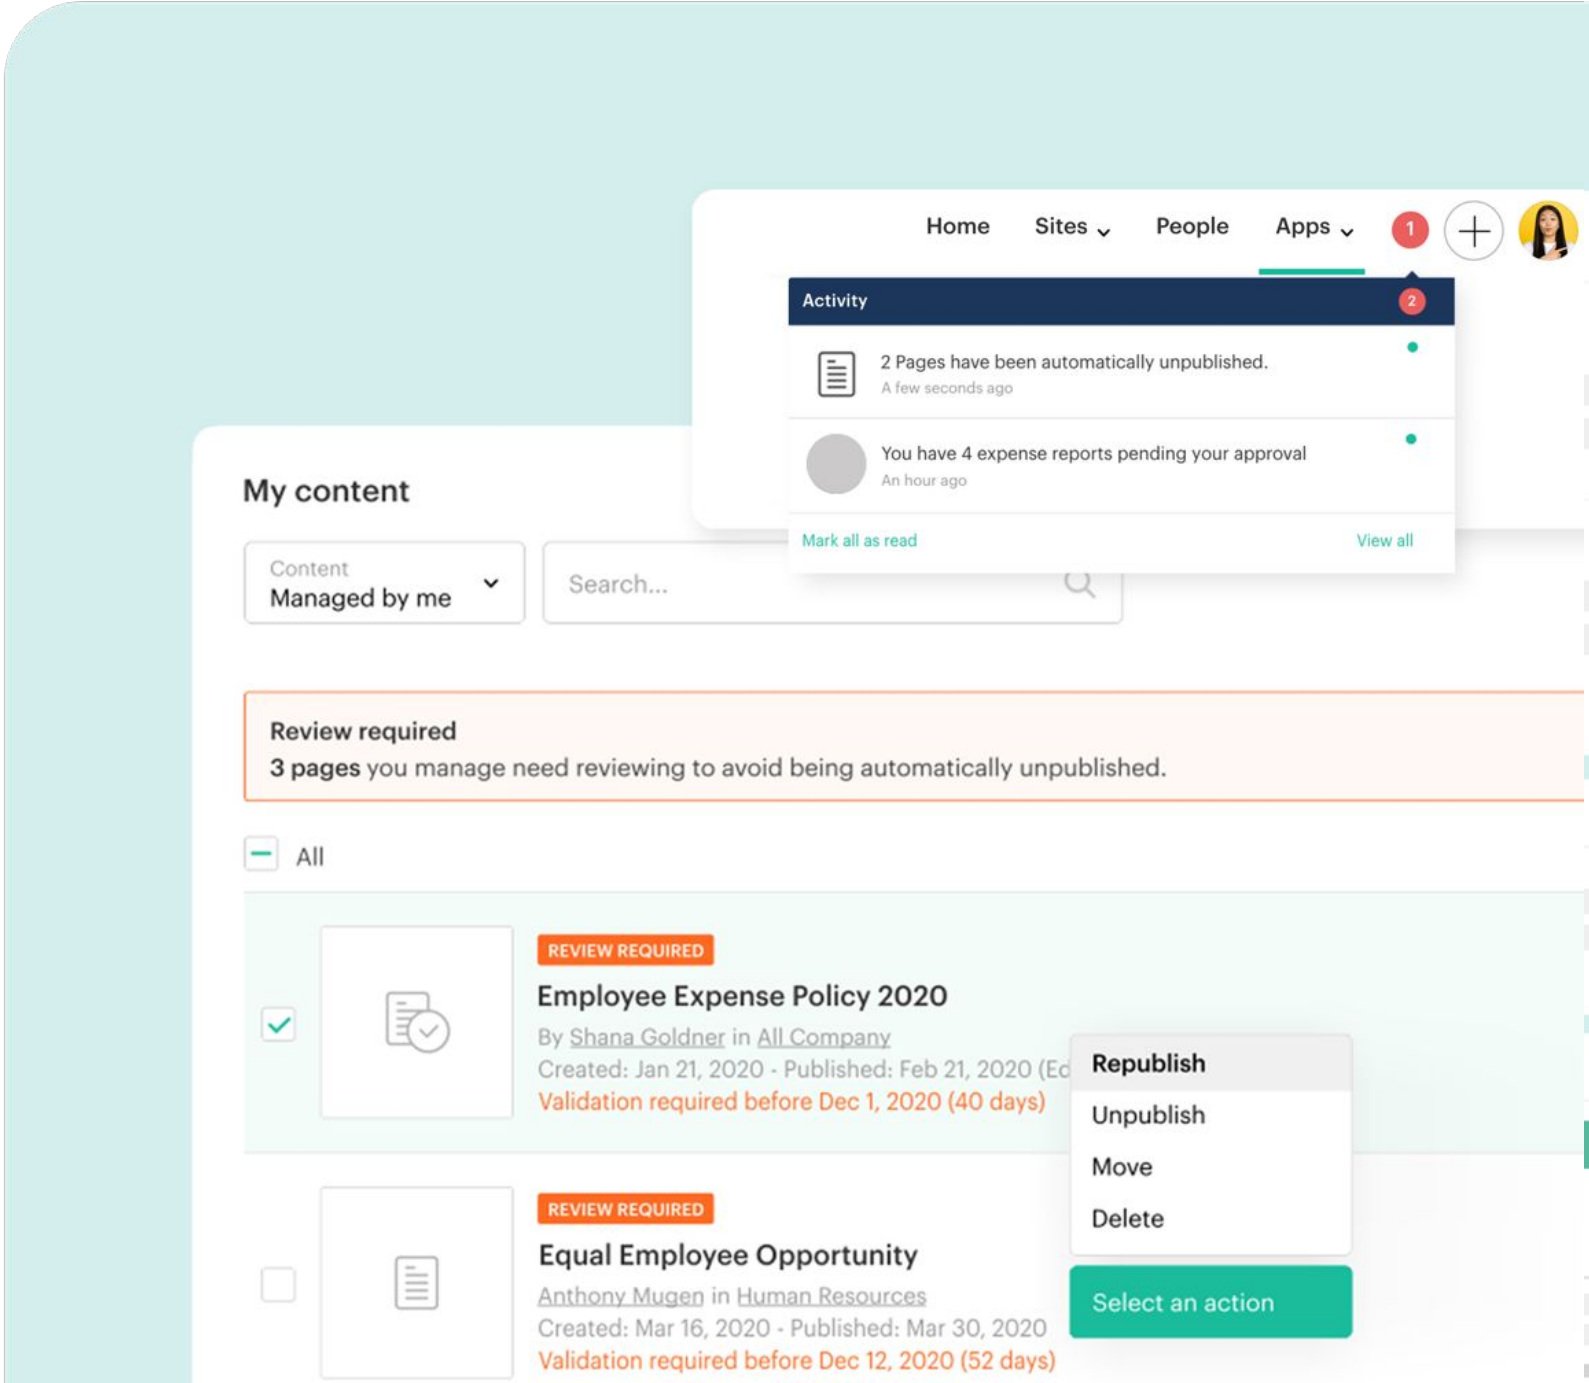 Home Sites People Apps 1
Activity 2
2 Pages have been automatically unpublished.
A few seconds ago
You have 4 expense reports pending your approval
An hour ago
Mark all as read View all
My content
Content
Managed by me
Search...
Review required
3 pages you manage need reviewing to avoid being automatically unpublished.
All
REVIEW REQUIRED
Employee Expense Policy 2020
By Shana Goldner in All Company
Created: Jan 21, 2020 - Published: Feb 21, 2020 (Ed
Validation required before Dec 1, 2020 (40 days)
Republish
Unpublish
Move
Delete
Select an action
REVIEW REQUIRED
Equal Employee Opportunity
Anthony Mugen in Human Resources
Created: Mar 16, 2020 - Published: Mar 30, 2020
Validation required before Dec 12, 2020 (52 days)